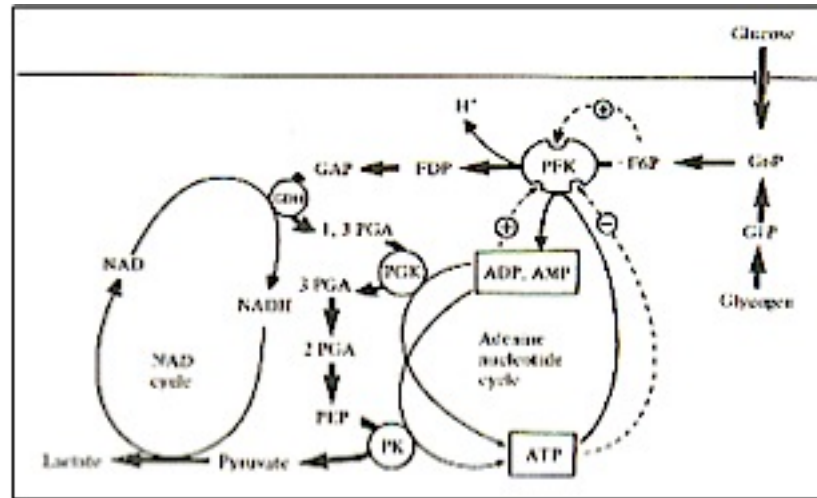 Glucose
H⁺
+
GAP
FDP
PFK
F6P
G6P
GDH
1, 3 PGA
+
−
G1P
NAD
PGK
ADP, AMP
3 PGA
NADH
Glycogen
Adenine
nucleotide
cycle
2 PGA
NAD
cycle
PEP
PK
ATP
Lactate
Pyruvate